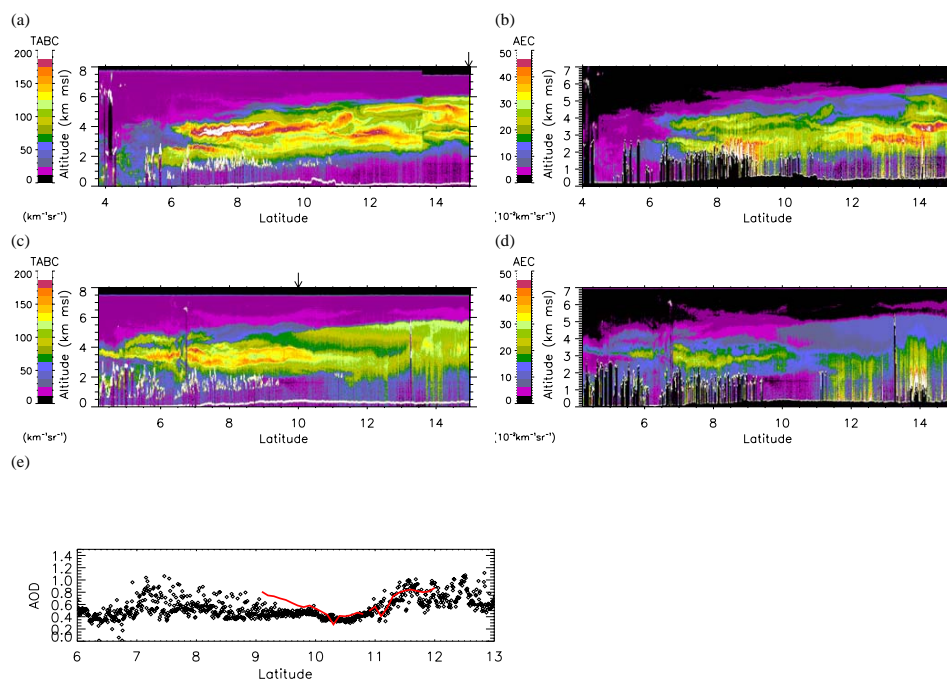 (a)
(b)
TABC
200
150
100
50
0
(km⁻¹sr⁻¹)
Altitude (km msl)
8
6
4
2
0
4 6 8 10 12 14
Latitude
AEC
50
40
30
20
10
0
(10⁻²km⁻¹sr⁻¹)
Altitude (km msl)
7
6
5
4
3
2
1
0
4 6 8 10 12 14
Latitude
(c)
(d)
TABC
200
150
100
50
0
(km⁻¹sr⁻¹)
Altitude (km msl)
8
6
4
2
0
4 6 8 10 12 14
Latitude
AEC
50
40
30
20
10
0
(10⁻²km⁻¹sr⁻¹)
Altitude (km msl)
7
6
5
4
3
2
1
0
4 6 8 10 12 14
Latitude
(e)
AOD
1.4
1.2
1.0
0.8
0.6
0.4
0.2
0.0
6 7 8 9 10 11 12 13
Latitude